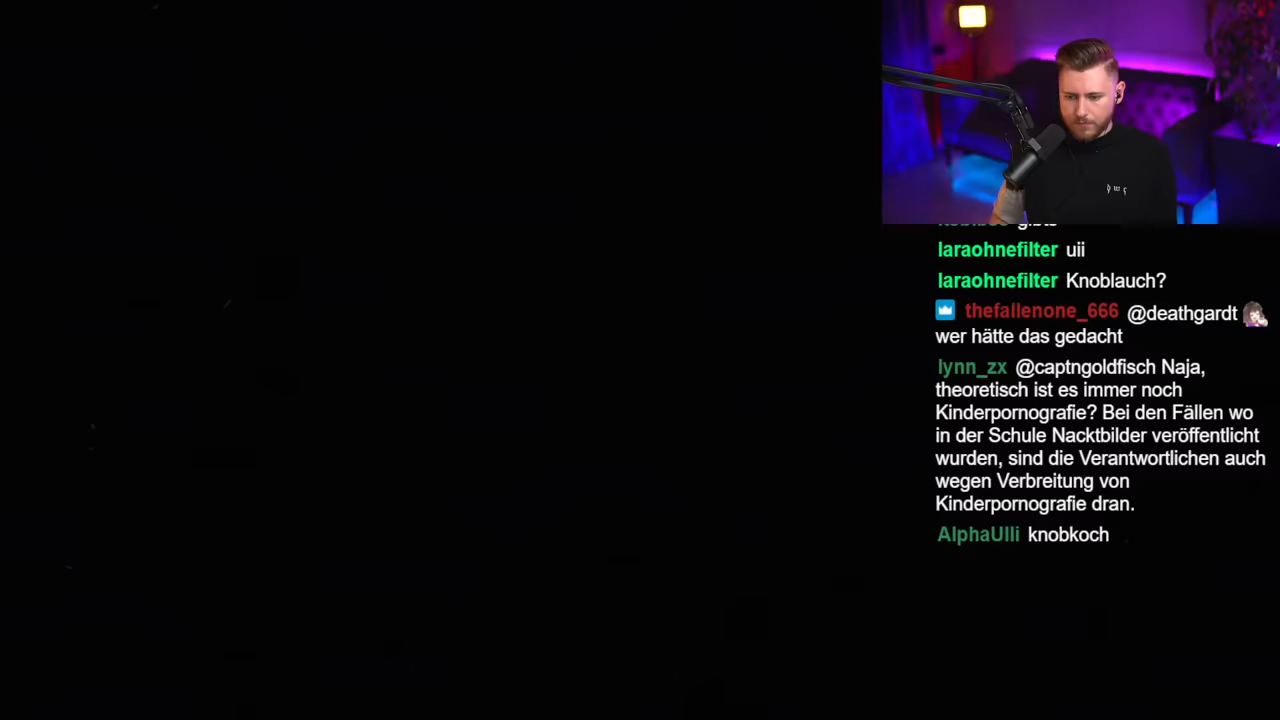 laraohnefilter uii
laraohnefilter Knoblauch?
thefallenone_666 @deathgardt
wer hätte das gedacht
lynn_zx @captngoldfisch Naja,
theoretisch ist es immer noch
Kinderpornografie? Bei den Fällen wo
in der Schule Nacktbilder veröffentlicht
wurden, sind die Verantwortlichen auch
wegen Verbreitung von
Kinderpornografie dran.
AlphaUlli knobkoch